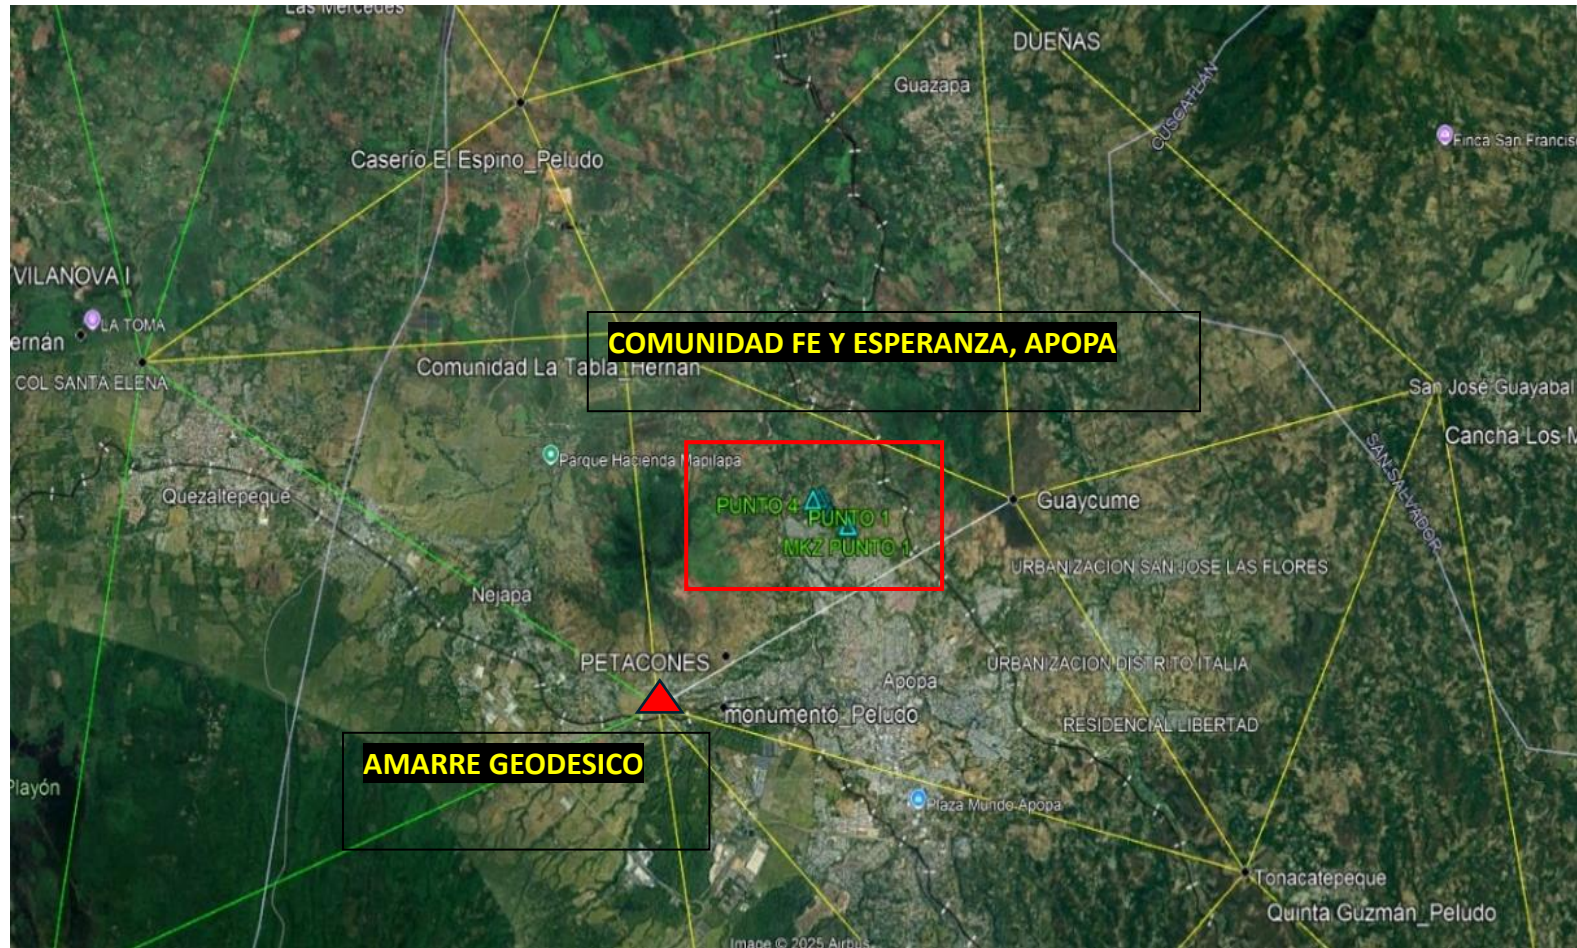 Las Mercedes
DUEÑAS
Guazapa
CUSCATLÁN
Finca San Francis
Caserío El Espino_Peludo
VILANOVA I
LA TOMA
ernán
COL SANTA ELENA
COMUNIDAD FE Y ESPERANZA, APOPA
Comunidad La Tabla_Hernan
San José Guayabal
Cancha Los M
Parque Hacienda Mapilapa
Quezaltepeque
PUNTO 4
PUNTO 1
MKZ PUNTO 1
Guaycume
SAN SALVADOR
URBANIZACION SAN JOSE LAS FLORES
Nejapa
PETACONES
URBANIZACION DISTRITO ITALIA
Apopa
monumento_Peludo
RESIDENCIAL LIBERTAD
AMARRE GEODESICO
Playón
Plaza Mundo Apopa
Tonacatepeque
Quinta Guzmán_Peludo
Image © 2025 Airbus